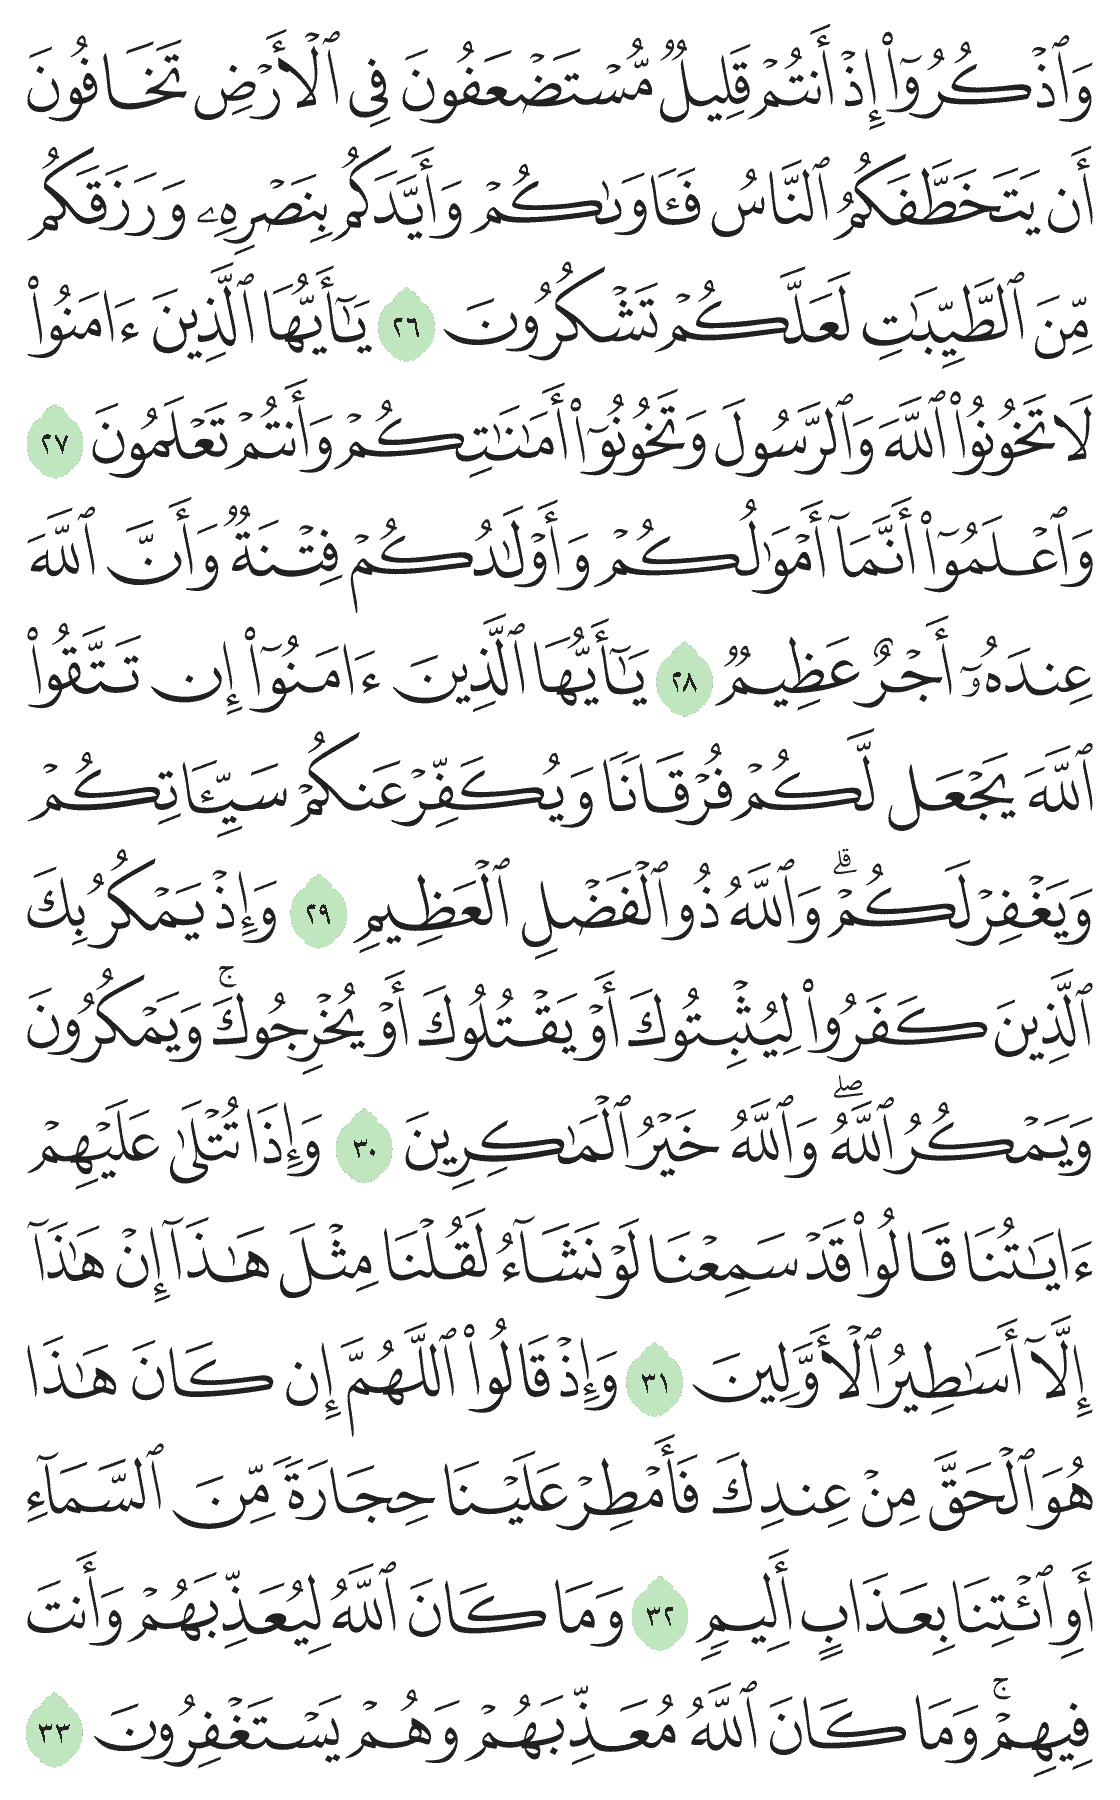 وَٱذۡكُرُوٓاْ إِذۡ أَنتُمۡ قَلِيلٞ مُّسۡتَضۡعَفُونَ فِي ٱلۡأَرۡضِ تَخَافُونَ
أَن يَتَخَطَّفَكُمُ ٱلنَّاسُ فَـَٔاوَىٰكُمۡ وَأَيَّدَكُم بِنَصۡرِهِۦ وَرَزَقَكُم
مِّنَ ٱلطَّيِّبَٰتِ لَعَلَّكُمۡ تَشۡكُرُونَ ٢٦ يَٰٓأَيُّهَا ٱلَّذِينَ ءَامَنُواْ
لَا تَخُونُواْ ٱللَّهَ وَٱلرَّسُولَ وَتَخُونُوٓاْ أَمَٰنَٰتِكُمۡ وَأَنتُمۡ تَعۡلَمُونَ ٢٧
وَٱعۡلَمُوٓاْ أَنَّمَآ أَمۡوَٰلُكُمۡ وَأَوۡلَٰدُكُمۡ فِتۡنَةٞ وَأَنَّ ٱللَّهَ
عِندَهُۥٓ أَجۡرٌ عَظِيمٞ ٢٨ يَٰٓأَيُّهَا ٱلَّذِينَ ءَامَنُوٓاْ إِن تَتَّقُواْ
ٱللَّهَ يَجۡعَل لَّكُمۡ فُرۡقَانٗا وَيُكَفِّرۡ عَنكُمۡ سَيِّـَٔاتِكُمۡ
وَيَغۡفِرۡ لَكُمۡۗ وَٱللَّهُ ذُو ٱلۡفَضۡلِ ٱلۡعَظِيمِ ٢٩ وَإِذۡ يَمۡكُرُ بِكَ
ٱلَّذِينَ كَفَرُواْ لِيُثۡبِتُوكَ أَوۡ يَقۡتُلُوكَ أَوۡ يُخۡرِجُوكَۚ وَيَمۡكُرُونَ
وَيَمۡكُرُ ٱللَّهُۖ وَٱللَّهُ خَيۡرُ ٱلۡمَٰكِرِينَ ٣٠ وَإِذَا تُتۡلَىٰ عَلَيۡهِمۡ
ءَايَٰتُنَا قَالُواْ قَدۡ سَمِعۡنَا لَوۡ نَشَآءُ لَقُلۡنَا مِثۡلَ هَٰذَآ إِنۡ هَٰذَآ
إِلَّآ أَسَٰطِيرُ ٱلۡأَوَّلِينَ ٣١ وَإِذۡ قَالُواْ ٱللَّهُمَّ إِن كَانَ هَٰذَا
هُوَ ٱلۡحَقَّ مِنۡ عِندِكَ فَأَمۡطِرۡ عَلَيۡنَا حِجَارَةٗ مِّنَ ٱلسَّمَآءِ
أَوِ ٱئۡتِنَا بِعَذَابٍ أَلِيمٖ ٣٢ وَمَا كَانَ ٱللَّهُ لِيُعَذِّبَهُمۡ وَأَنتَ
فِيهِمۡۚ وَمَا كَانَ ٱللَّهُ مُعَذِّبَهُمۡ وَهُمۡ يَسۡتَغۡفِرُونَ ٣٣